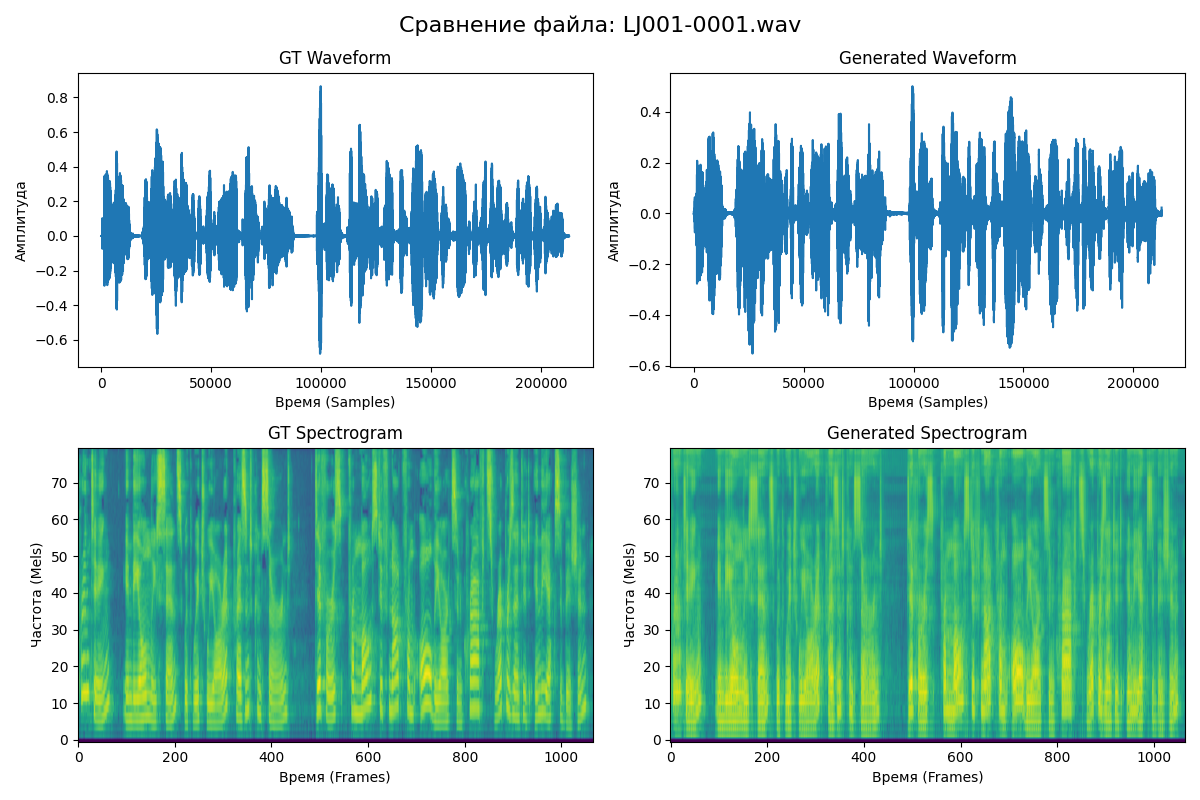 Сравнение файла: LJ001-0001.wav
GT Waveform
Амплитуда
0.8
0.6
0.4
0.2
0.0
−0.2
−0.4
−0.6
0 50000 100000 150000 200000
Время (Samples)
Generated Waveform
Амплитуда
0.4
0.2
0.0
−0.2
−0.4
−0.6
0 50000 100000 150000 200000
Время (Samples)
GT Spectrogram
Частота (Mels)
70
60
50
40
30
20
10
0
0 200 400 600 800 1000
Время (Frames)
Generated Spectrogram
Частота (Mels)
70
60
50
40
30
20
10
0
0 200 400 600 800 1000
Время (Frames)